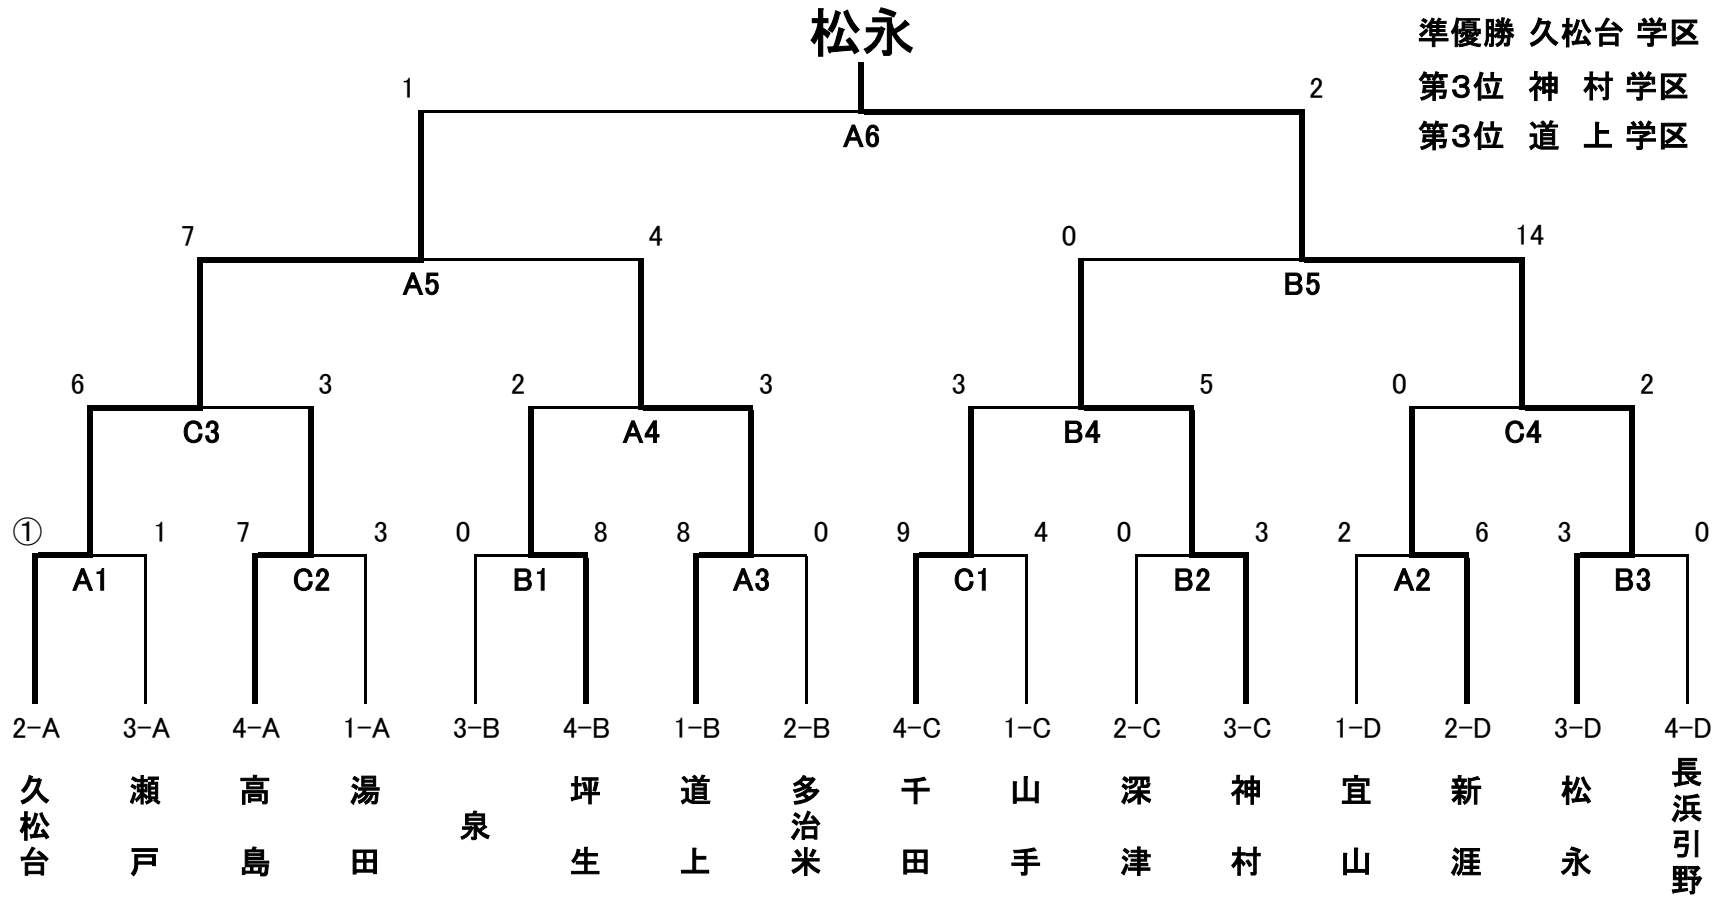 松永
準優勝 久松台 学区
第3位 神 村 学区
第3位 道 上 学区
1 2
A6
7 4 0 14
A5 B5
6 3 2 3 3 5 0 2
C3 A4 B4 C4
① 1 7 3 0 8 8 0 9 4 0 3 2 6 3 0
A1 C2 B1 A3 C1 B2 A2 B3
2-A 3-A 4-A 1-A 3-B 4-B 1-B 2-B 4-C 1-C 2-C 3-C 1-D 2-D 3-D 4-D
久松台
瀬戸
高島
湯田
泉
坪生
道上
多治米
千田
山手
深津
神村
宜山
新涯
松永
長浜引野